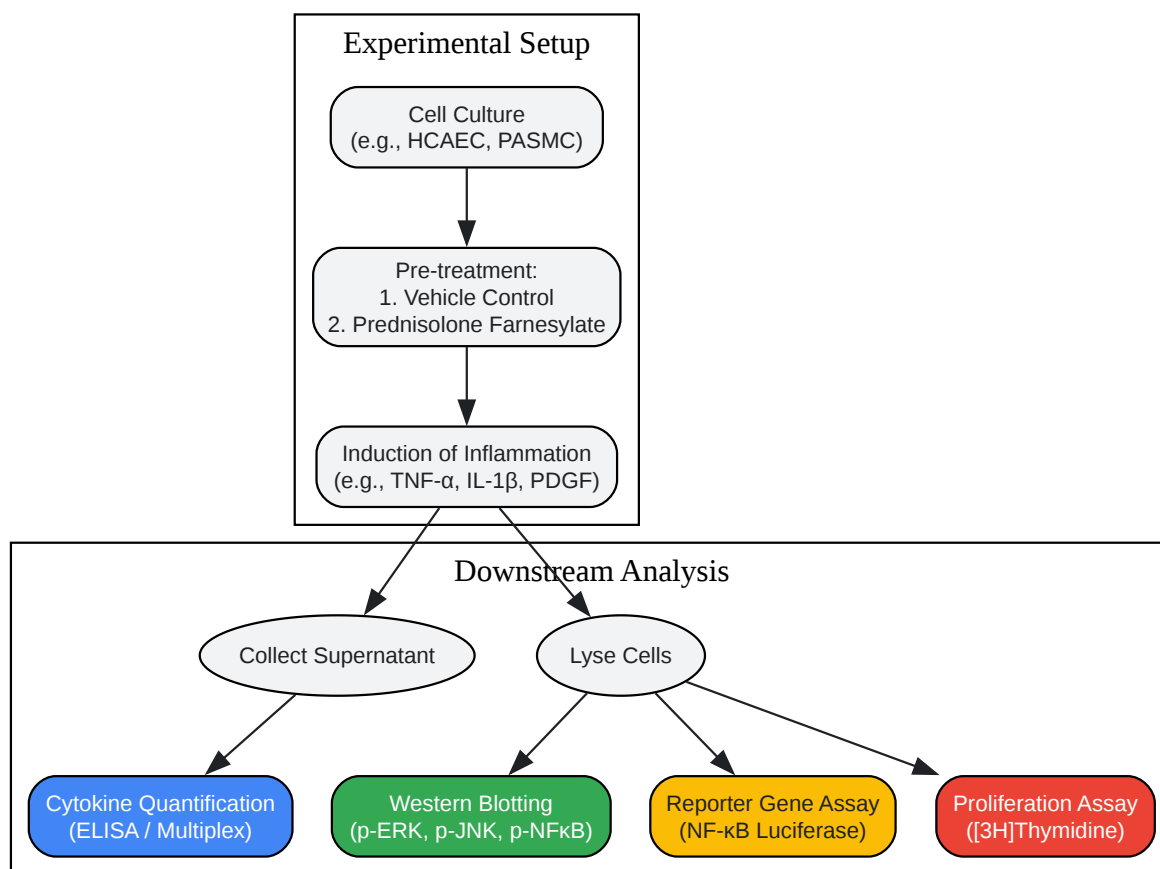 Experimental Setup
Cell Culture
(e.g., HCAEC, PASMC)
Pre-treatment:
1. Vehicle Control
2. Prednisolone Farnesylate
Induction of Inflammation
(e.g., TNF-α, IL-1β, PDGF)
Downstream Analysis
Collect Supernatant
Lyse Cells
Cytokine Quantification
(ELISA / Multiplex)
Western Blotting
(p-ERK, p-JNK, p-NFκB)
Reporter Gene Assay
(NF-κB Luciferase)
Proliferation Assay
([3H]Thymidine)